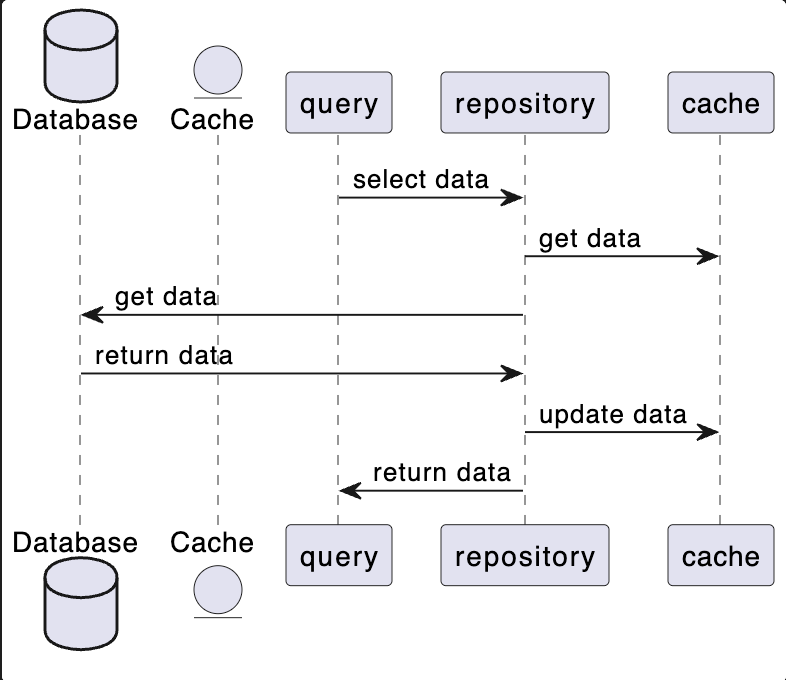 Database
Cache
query
repository
cache
select data
get data
get data
return data
update data
return data
Database
Cache
query
repository
cache